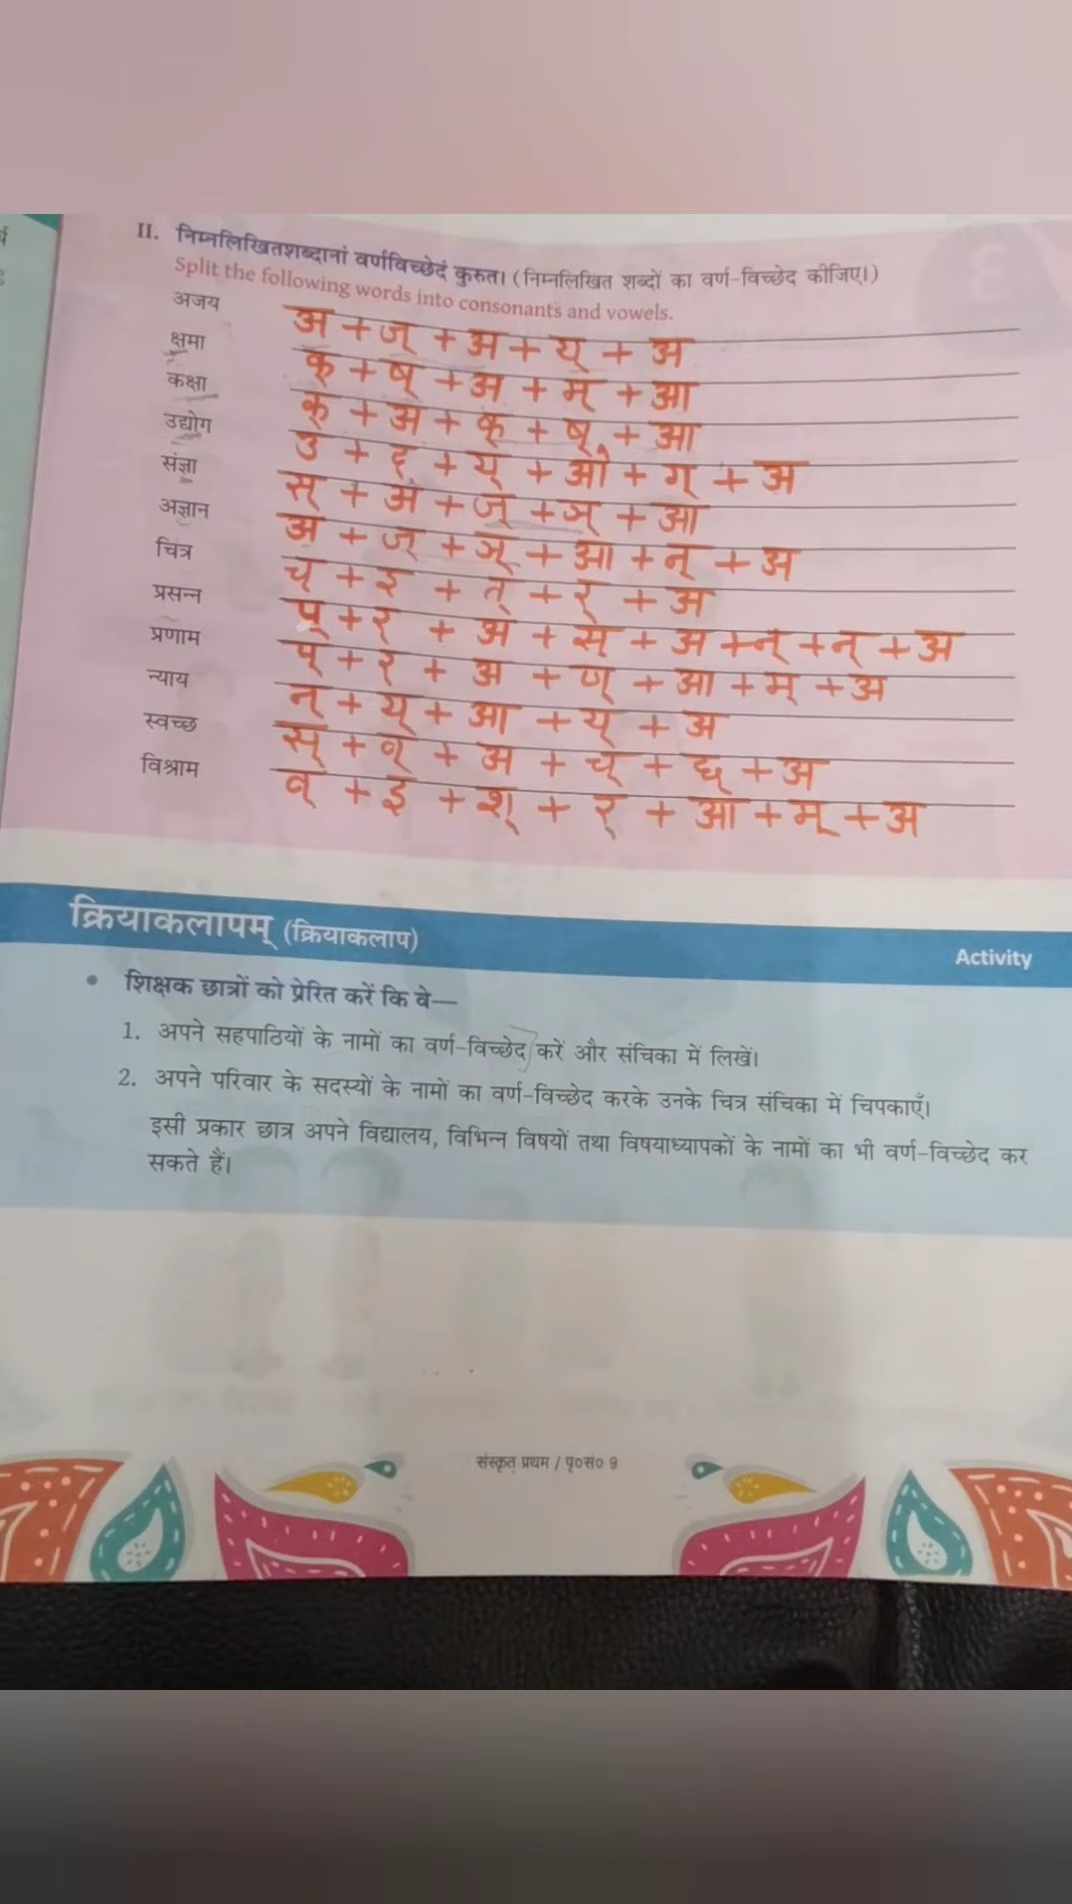 II. निम्नलिखितशब्दानां वर्णविच्छेदं कुरुत। (निम्नलिखित शब्दों का वर्ण-विच्छेद कीजिए।)
Split the following words into consonants and vowels.
अजय अ + ज् + अ + य् + अ
क्षमा क् + ष् + अ + म् + आ
कक्षा क् + अ + क् + ष् + आ
उद्योग उ + द् + य् + ओ + ग् + अ
संज्ञा स् + अं + ज् + ञ् + आ
अज्ञान अ + ज् + ञ् + आ + न् + अ
चित्र च् + इ + त् + र् + अ
प्रसन्न प् + र् + अ + स् + अ + न् + न् + अ
प्रणाम प् + र् + अ + ण् + आ + म् + अ
न्याय न् + य् + आ + य् + अ
स्वच्छ स् + व् + अ + च् + छ् + अ
विश्राम व् + इ + श् + र् + आ + म् + अ
क्रियाकलापम् (क्रियाकलाप) Activity
• शिक्षक छात्रों को प्रेरित करें कि वे—
1. अपने सहपाठियों के नामों का वर्ण-विच्छेद करें और संचिका में लिखें।
2. अपने परिवार के सदस्यों के नामों का वर्ण-विच्छेद करके उनके चित्र संचिका में चिपकाएँ।
इसी प्रकार छात्र अपने विद्यालय, विभिन्न विषयों तथा विषयाध्यापकों के नामों का भी वर्ण-विच्छेद कर
सकते हैं।
संस्कृत प्रथम / पृ०सं० 9